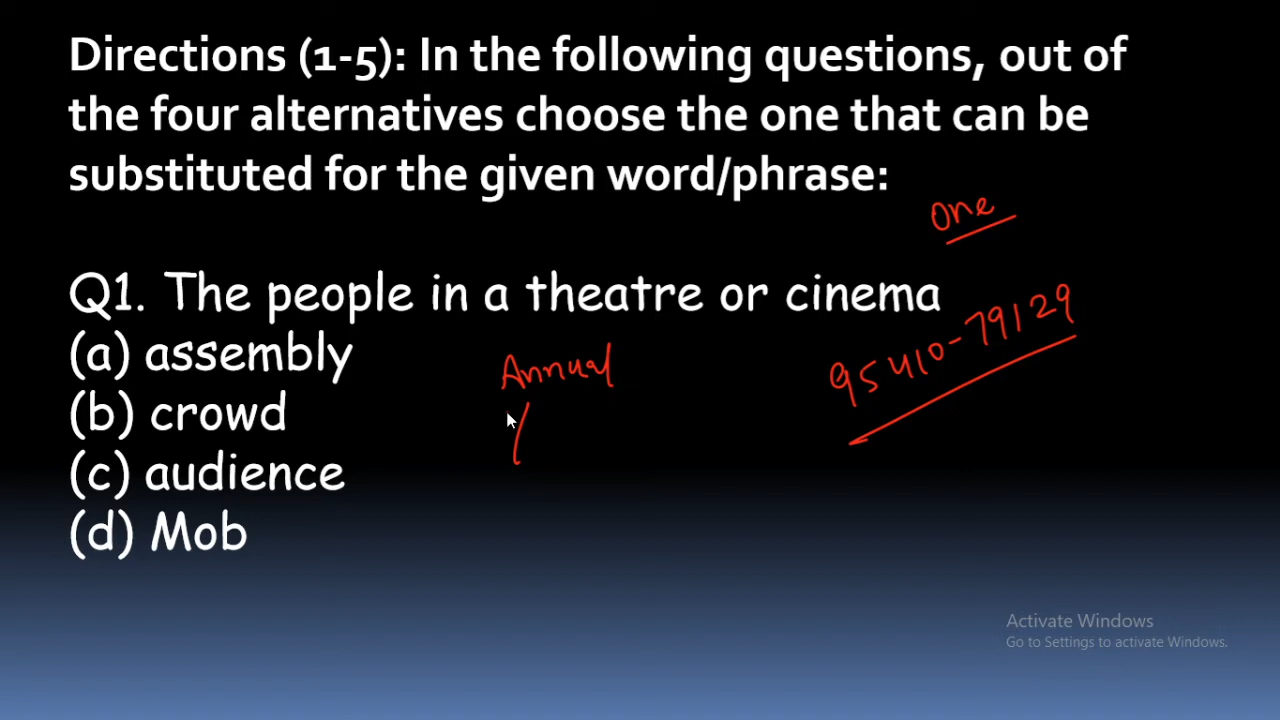 Directions (1-5): In the following questions, out of
the four alternatives choose the one that can be
substituted for the given word/phrase:
One
Q1. The people in a theatre or cinema
(a) assembly
Annual
95410-79129
(b) crowd
(c) audience
(d) Mob
Activate Windows
Go to Settings to activate Windows.